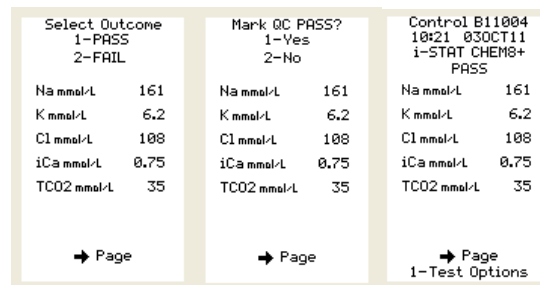 Select Outcome
1-PASS
2-FAIL
Na mmol/L 161
K mmol/L 6.2
Cl mmol/L 108
iCa mmol/L 0.75
TCO2 mmol/L 35
→ Page
Mark QC PASS?
1-Yes
2-No
Na mmol/L 161
K mmol/L 6.2
Cl mmol/L 108
iCa mmol/L 0.75
TCO2 mmol/L 35
→ Page
Control B11004
10:21 03OCT11
i-STAT CHEM8+
PASS
Na mmol/L 161
K mmol/L 6.2
Cl mmol/L 108
iCa mmol/L 0.75
TCO2 mmol/L 35
→ Page
1-Test Options